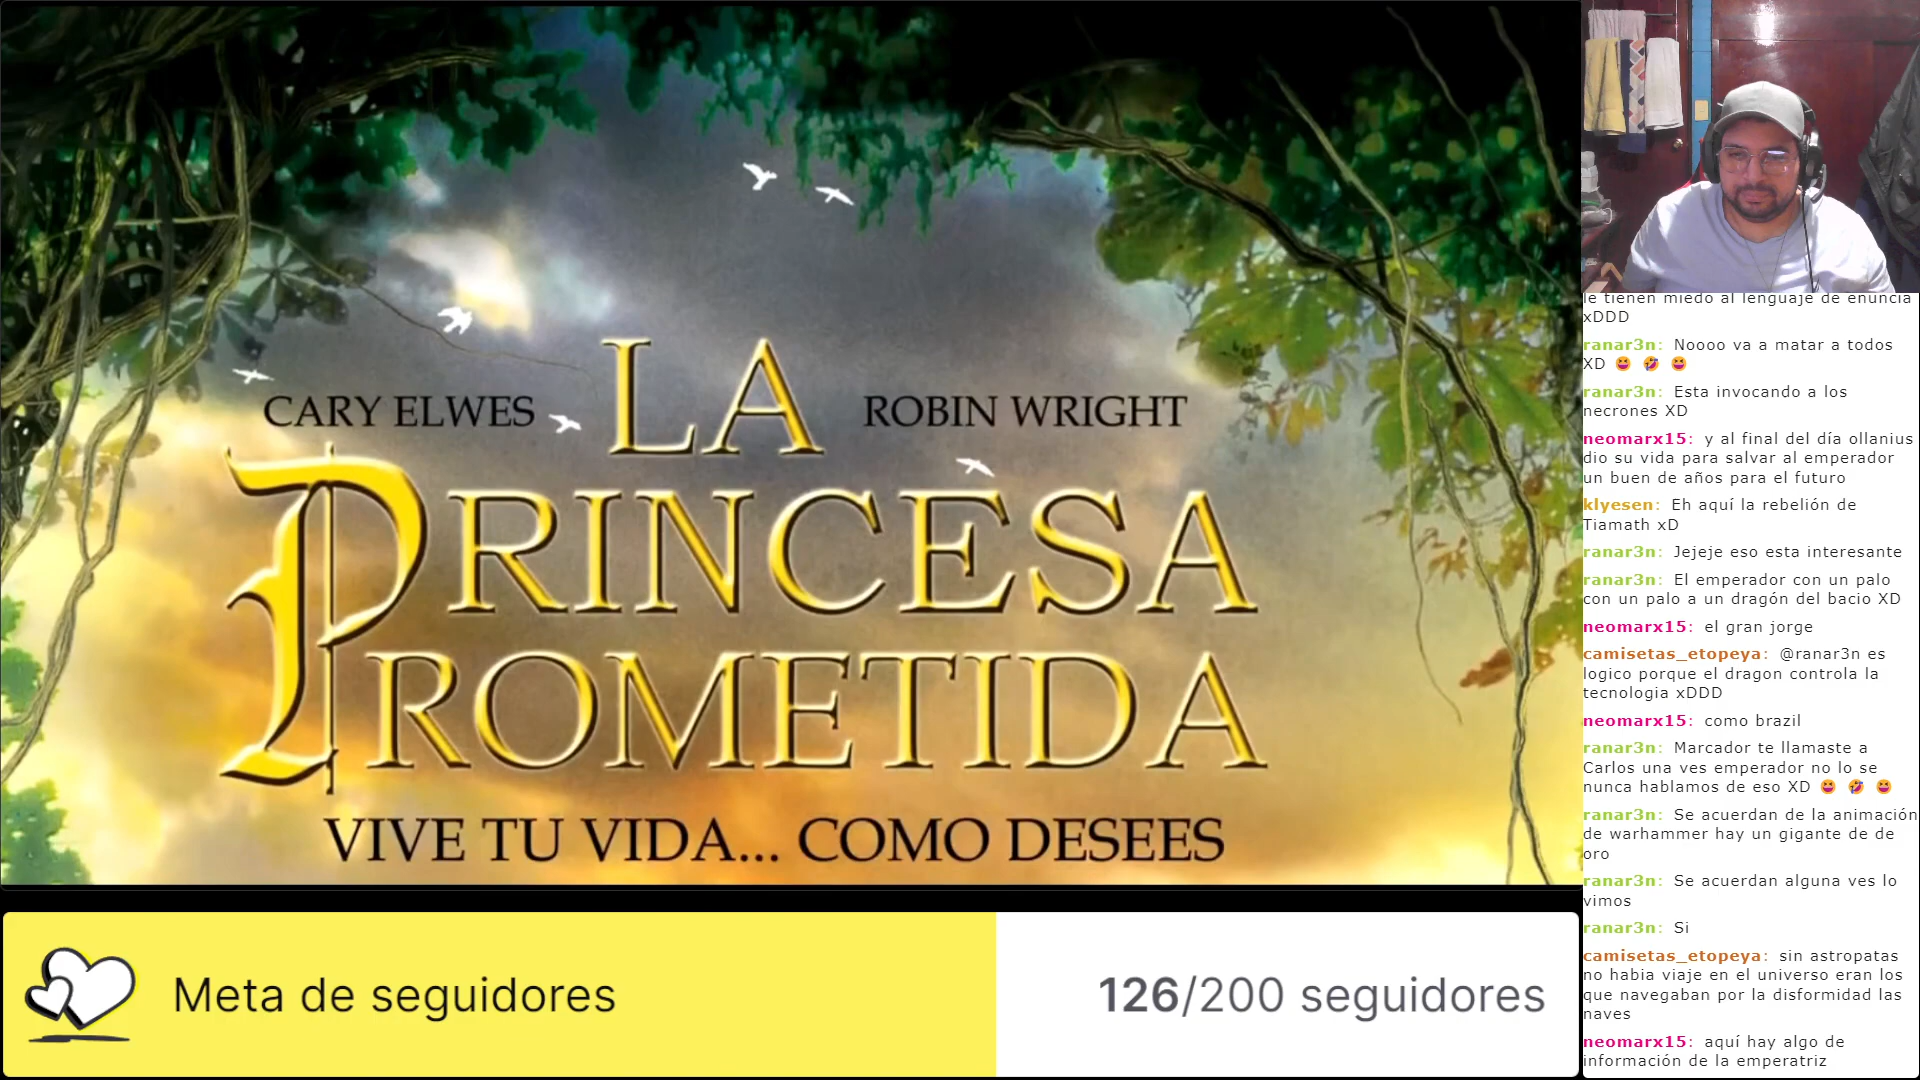 CARY ELWES LA ROBIN WRIGHT
PRINCESA
PROMETIDA
VIVE TU VIDA... COMO DESEES
Meta de seguidores
126/200 seguidores
le tienen miedo al lenguaje de enuncia
xDDD
ranar3n: Noooo va a matar a todos
XD 😆 🤣 😆
ranar3n: Esta invocando a los
necrones XD
neomarx15: y al final del día ollanius
dio su vida para salvar al emperador
un buen de años para el futuro
klyesen: Eh aquí la rebelión de
Tiamath xD
ranar3n: Jejeje eso esta interesante
ranar3n: El emperador con un palo
con un palo a un dragón del bacio XD
neomarx15: el gran jorge
camisetas_etopeya: @ranar3n es
logico porque el dragon controla la
tecnologia xDDD
neomarx15: como brazil
ranar3n: Marcador te llamaste a
Carlos una ves emperador no lo se
nunca hablamos de eso XD 😆 🤣 😆
ranar3n: Se acuerdan de la animación
de warhammer hay un gigante de de
oro
ranar3n: Se acuerdan alguna ves lo
vimos
ranar3n: Si
camisetas_etopeya: sin astropatas
no habia viaje en el universo eran los
que navegaban por la disformidad las
naves
neomarx15: aquí hay algo de
información de la emperatriz